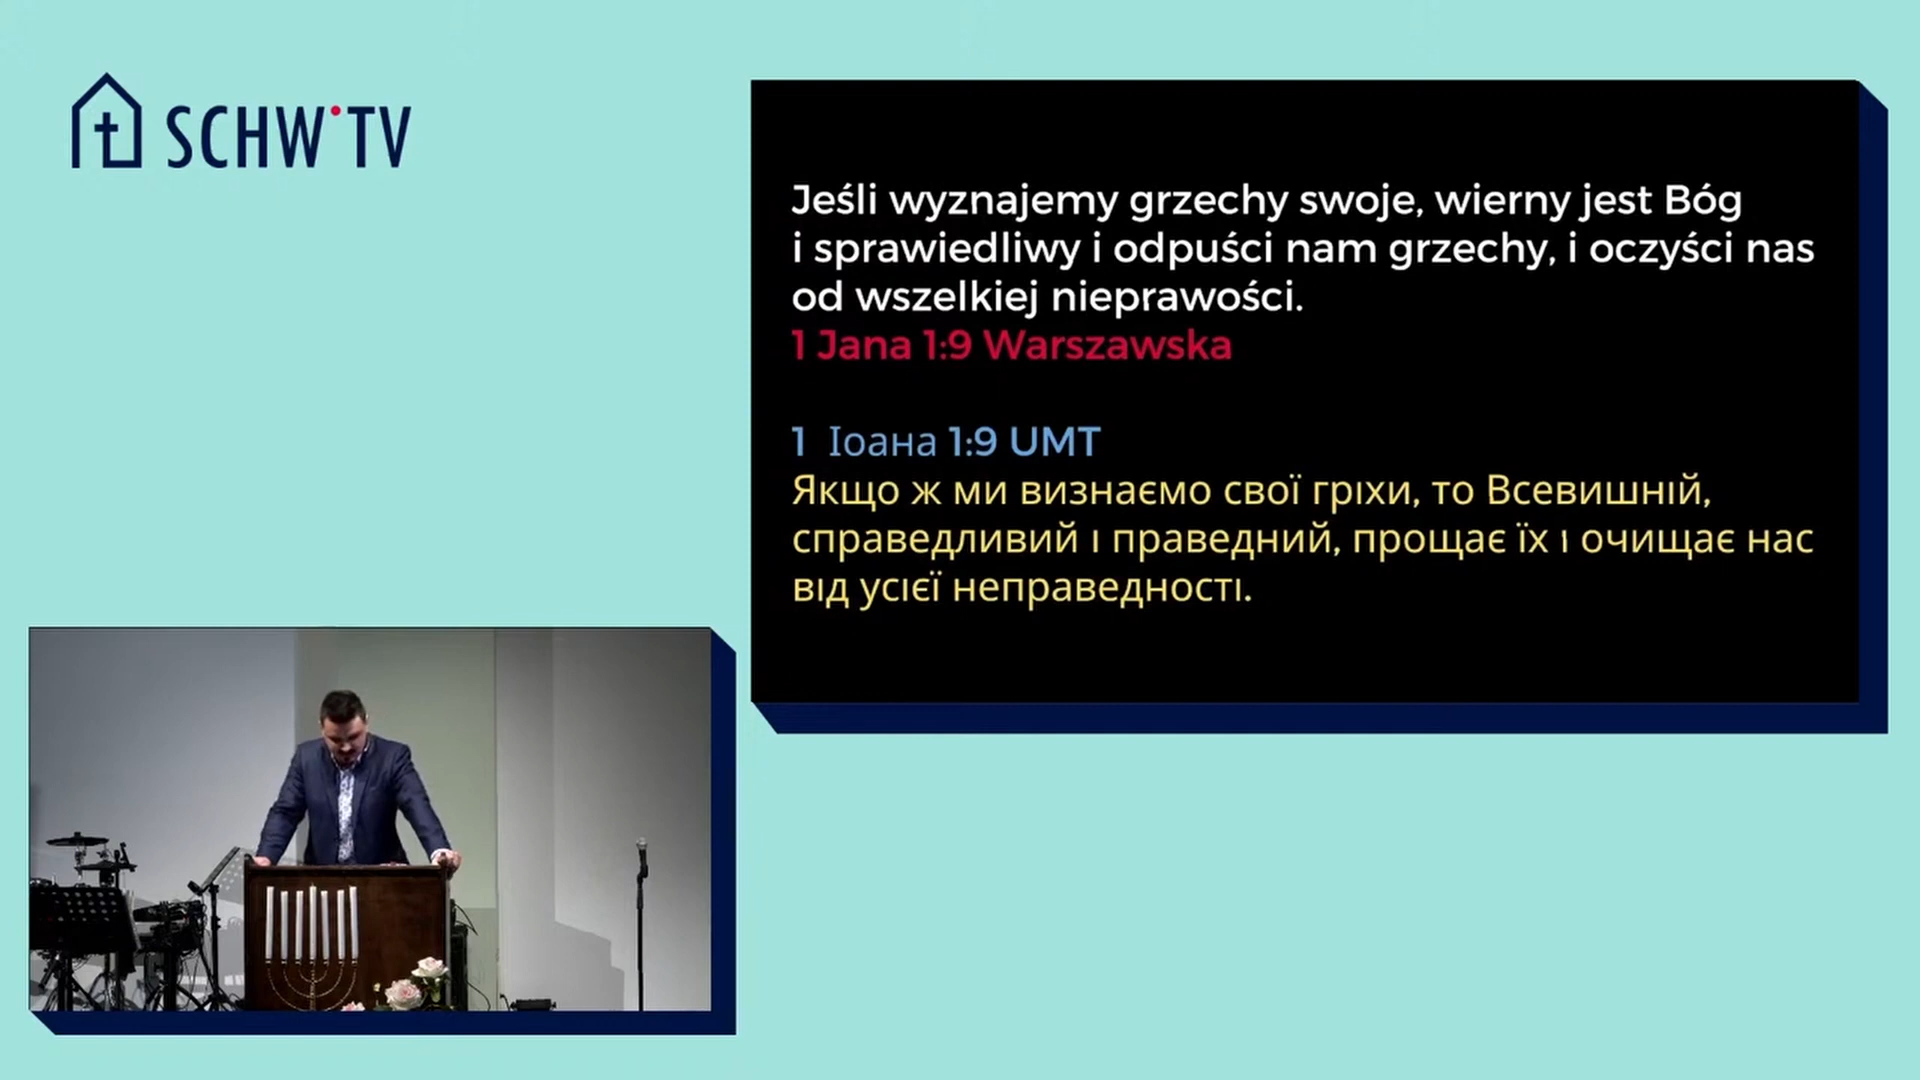 SCHW•TV
Jeśli wyznajemy grzechy swoje, wierny jest Bóg
i sprawiedliwy i odpuści nam grzechy, i oczyści nas
od wszelkiej nieprawości.
1 Jana 1:9 Warszawska
1 Іоана 1:9 UMT
Якщо ж ми визнаємо свої гріхи, то Всевишній,
справедливий і праведний, прощає їх і очищає нас
від усієї неправедності.